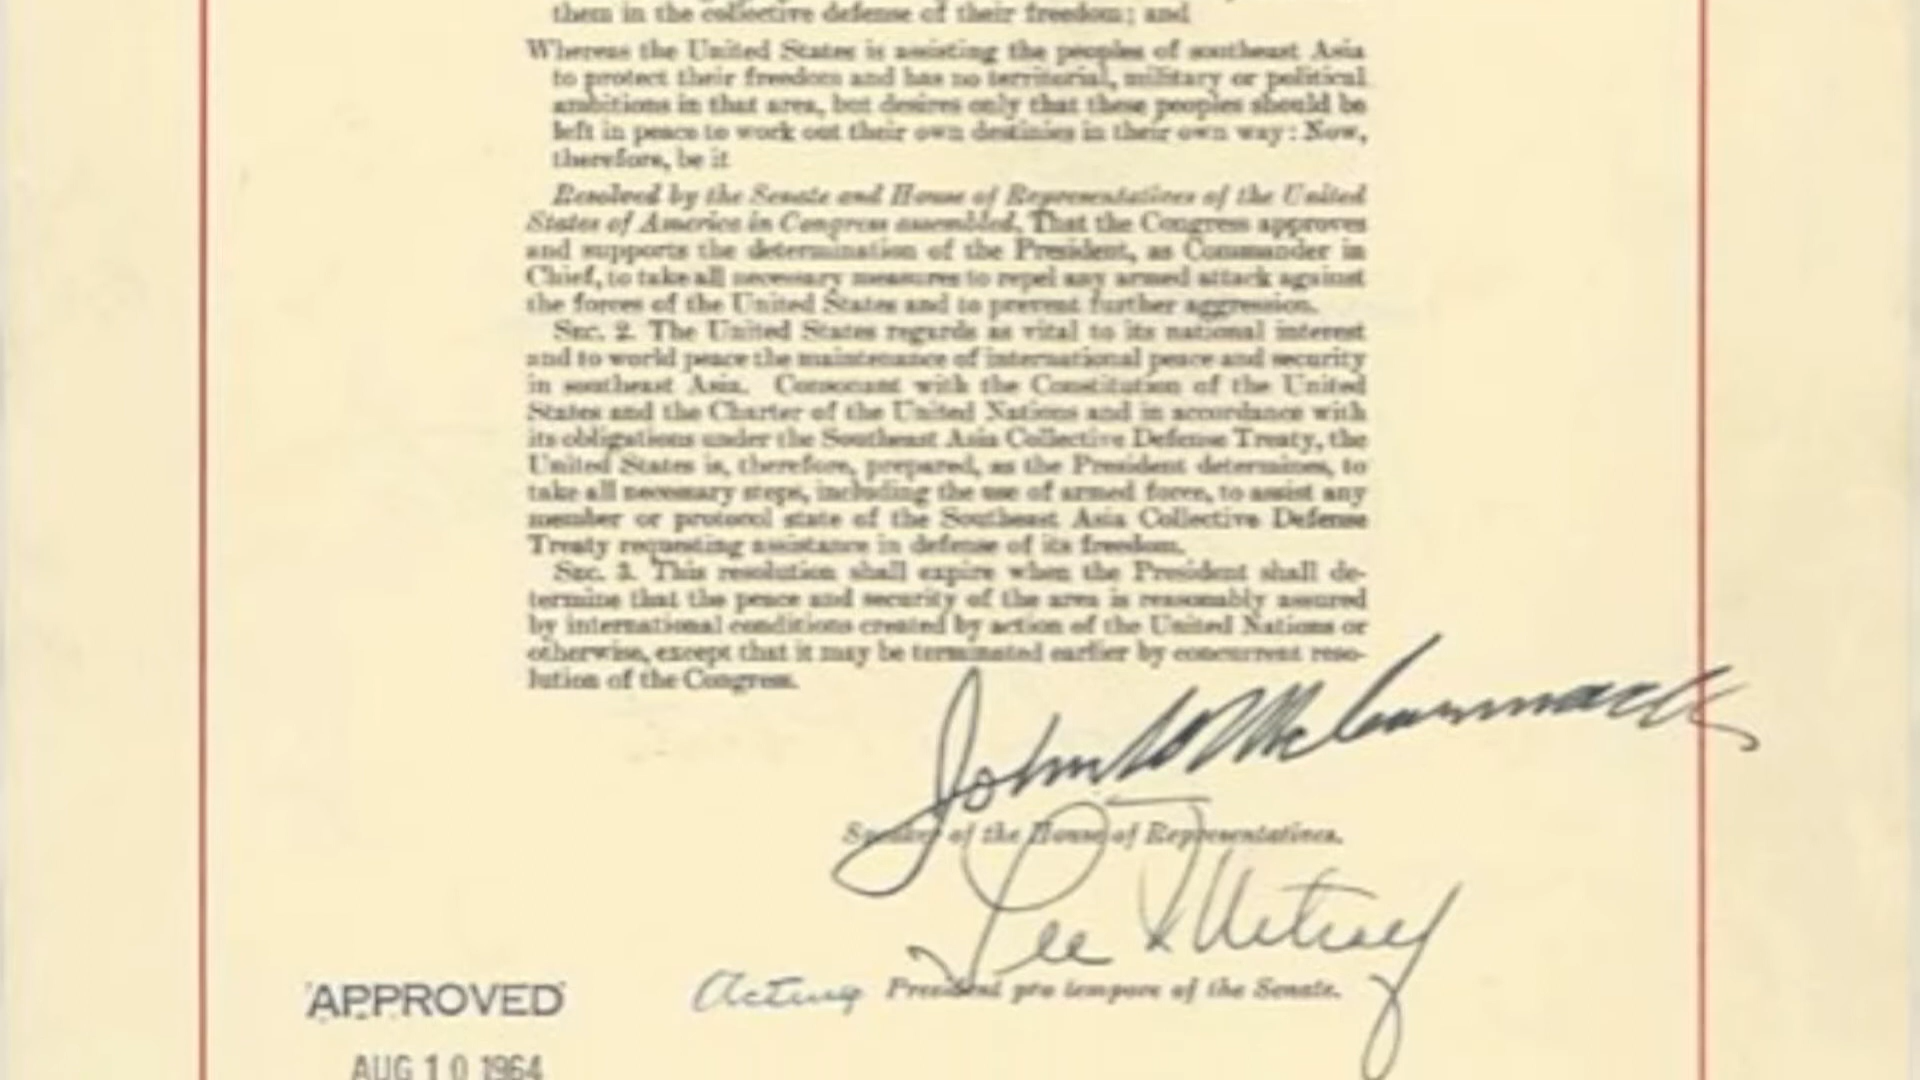 them in the collective defense of their freedom; and
Whereas the United States is assisting the peoples of southeast Asia
to protect their freedom and has no territorial, military or political
ambitions in that area, but desires only that these peoples should be
left in peace to work out their own destinies in their own way: Now,
therefore, be it
Resolved by the Senate and House of Representatives of the United
States of America in Congress assembled, That the Congress approves
and supports the determination of the President, as Commander in
Chief, to take all necessary measures to repel any armed attack against
the forces of the United States and to prevent further aggression.
SEC. 2. The United States regards as vital to its national interest
and to world peace the maintenance of international peace and security
in southeast Asia. Consonant with the Constitution of the United
States and the Charter of the United Nations and in accordance with
its obligations under the Southeast Asia Collective Defense Treaty, the
United States is, therefore, prepared, as the President determines, to
take all necessary steps, including the use of armed force, to assist any
member or protocol state of the Southeast Asia Collective Defense
Treaty requesting assistance in defense of its freedom.
SEC. 3. This resolution shall expire when the President shall de-
termine that the peace and security of the area is reasonably assured
by international conditions created by action of the United Nations or
otherwise, except that it may be terminated earlier by concurrent reso-
lution of the Congress.
John W McCormack
Speaker of the House of Representatives.
Lee Metcalf
Acting President pro tempore of the Senate.
APPROVED
AUG 10 1964